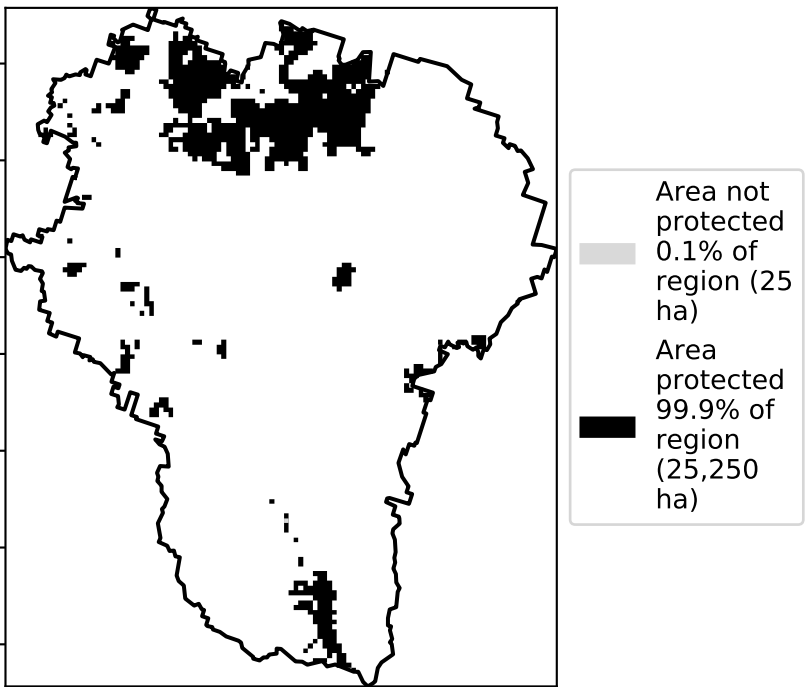 Area not
protected
0.1% of
region (25
ha)
Area
protected
99.9% of
region
(25,250
ha)